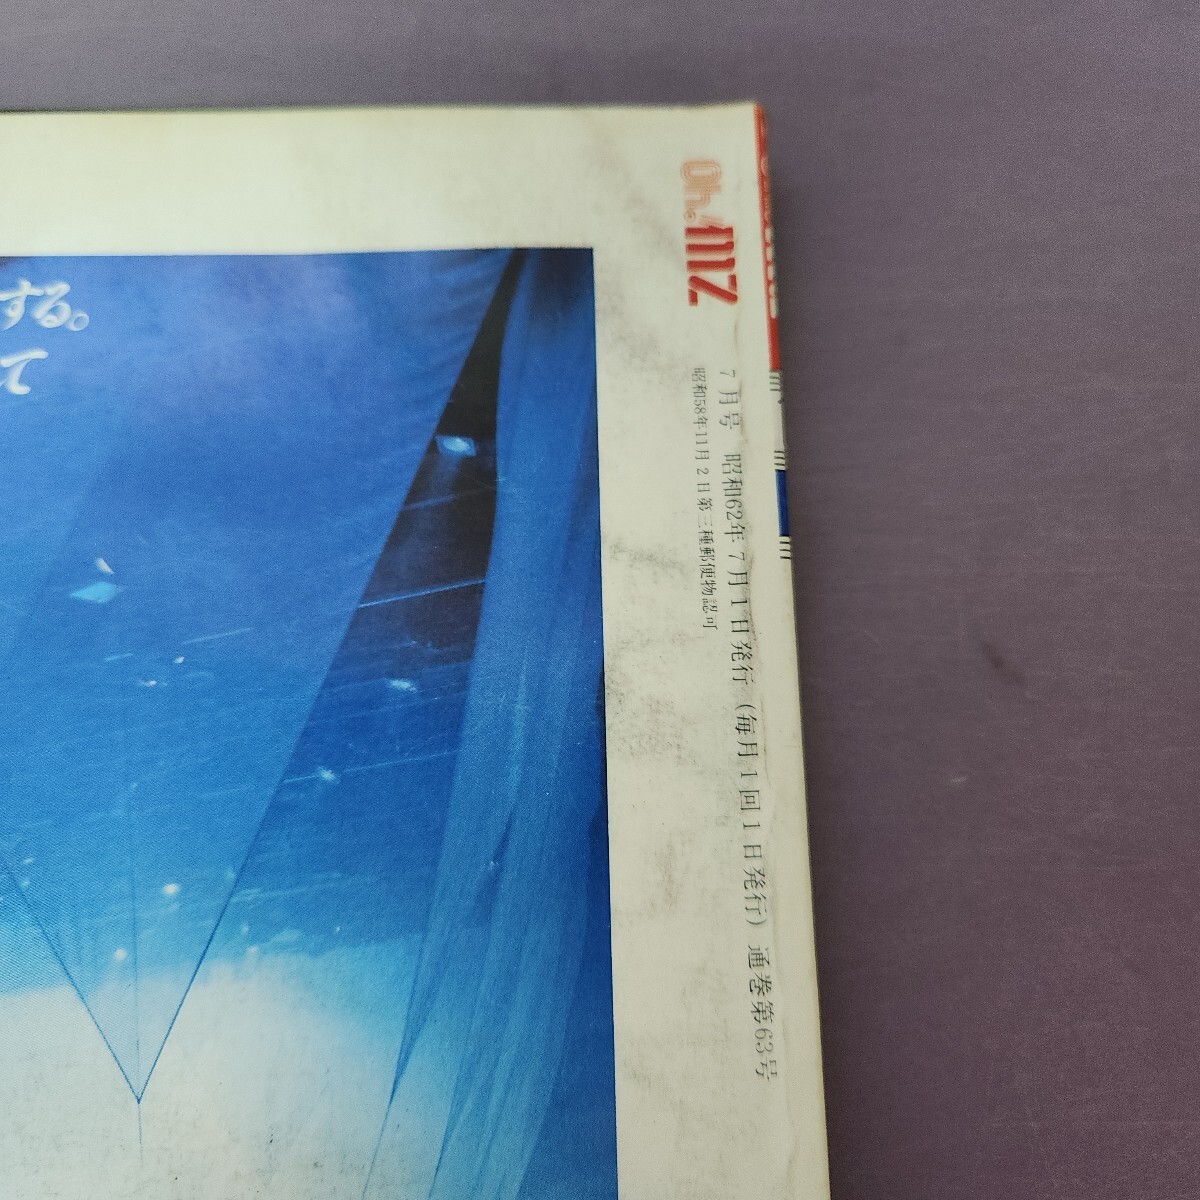 Oh!MZ
7月号 昭和62年7月1日発行(毎月1回1日発行)通巻第63号
昭和58年11月2日第三種郵便物認可
する。
て